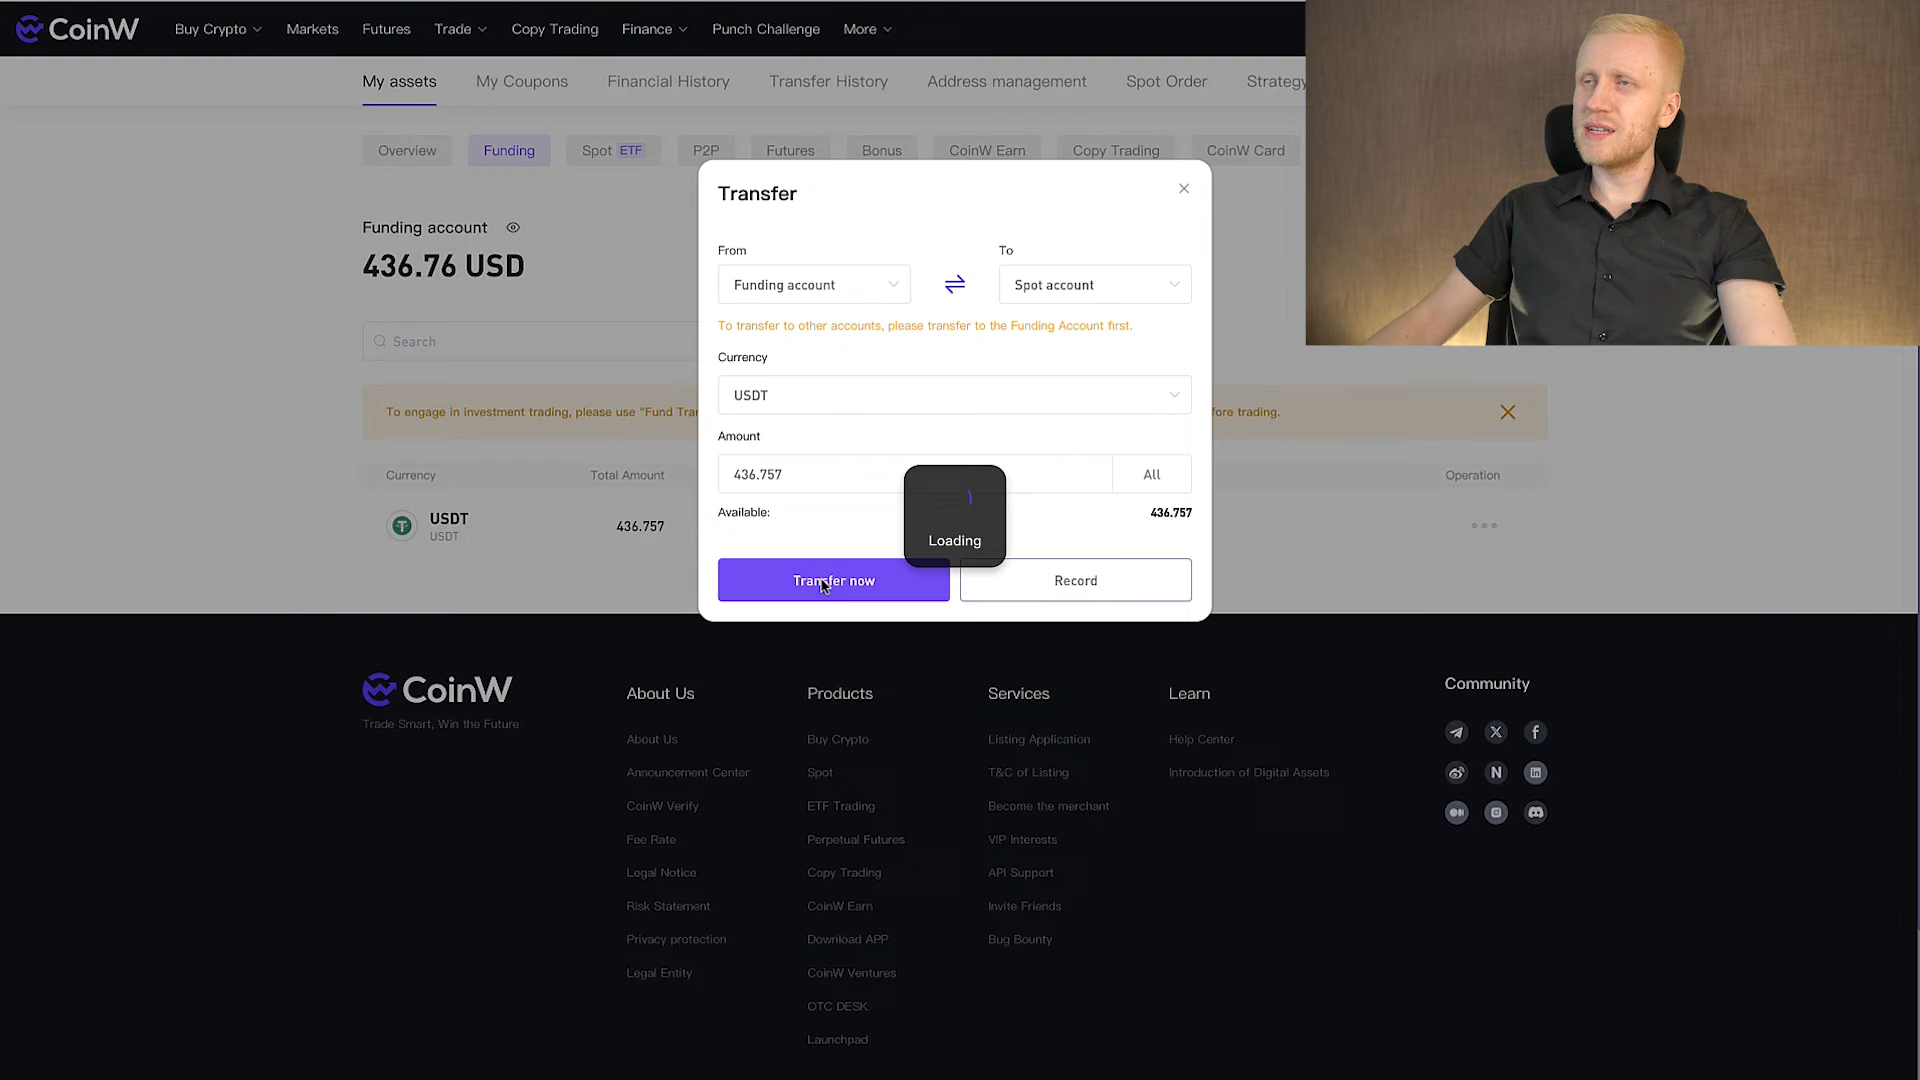 CoinW
Buy Crypto Markets Futures Trade Copy Trading Finance Punch Challenge More
My assets My Coupons Financial History Transfer History Address management Spot Order Strategy
Overview Funding Spot ETF P2P Futures Bonus CoinW Earn Copy Trading CoinW Card
Funding account
436.76 USD
Search
To engage in investment trading, please use "Fund Tran
fore trading.
Currency Total Amount Operation
USDT 436.757
USDT
Transfer
From To
Funding account Spot account
To transfer to other accounts, please transfer to the Funding Account first.
Currency
USDT
Amount
436.757 All
Available: 436.757
Loading
Transfer now Record
CoinW
Trade Smart, Win the Future
About Us
About Us
Announcement Center
CoinW Verify
Fee Rate
Legal Notice
Risk Statement
Privacy protection
Legal Entity
Products
Buy Crypto
Spot
ETF Trading
Perpetual Futures
Copy Trading
CoinW Earn
Download APP
CoinW Ventures
OTC DESK
Launchpad
Services
Listing Application
T&C of Listing
Become the merchant
VIP Interests
API Support
Invite Friends
Bug Bounty
Learn
Help Center
Introduction of Digital Assets
Community